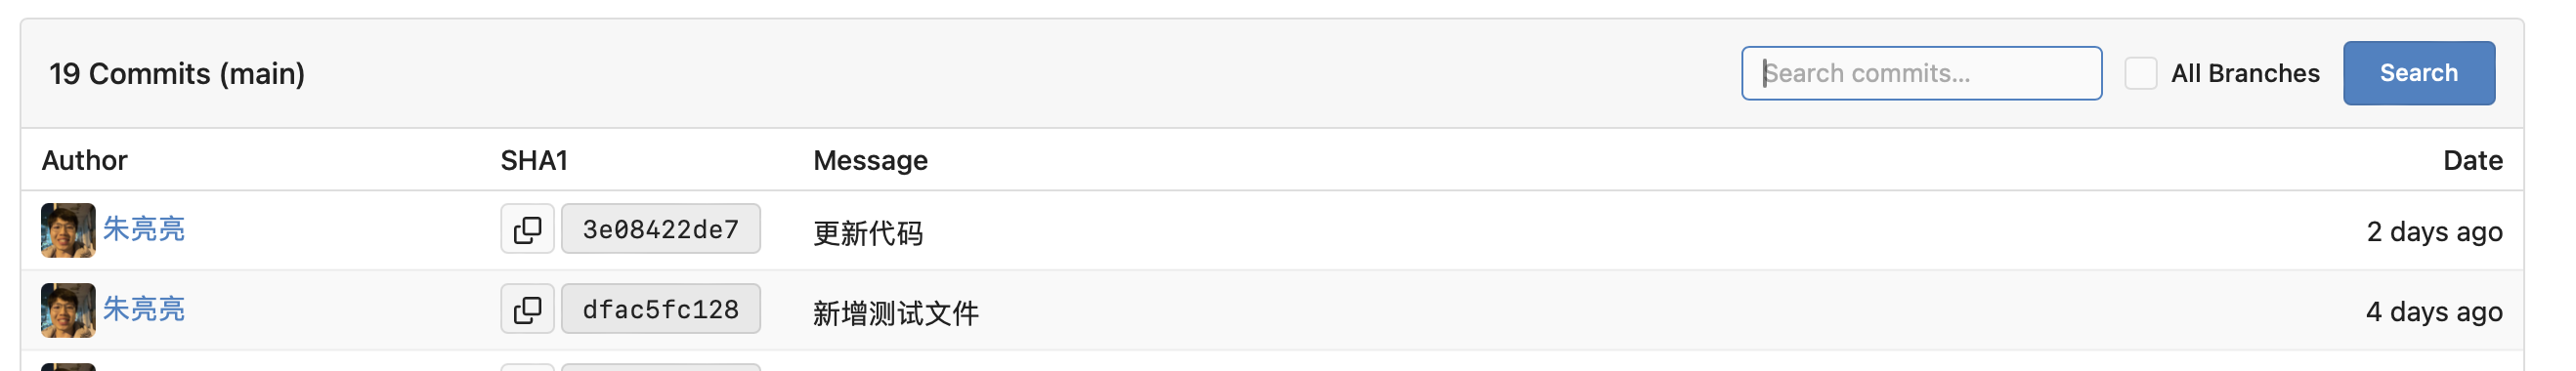 19 Commits (main)
Search commits...
All Branches
Search
Author SHA1 Message Date
朱亮亮 3e08422de7 更新代码 2 days ago
朱亮亮 dfac5fc128 新增测试文件 4 days ago